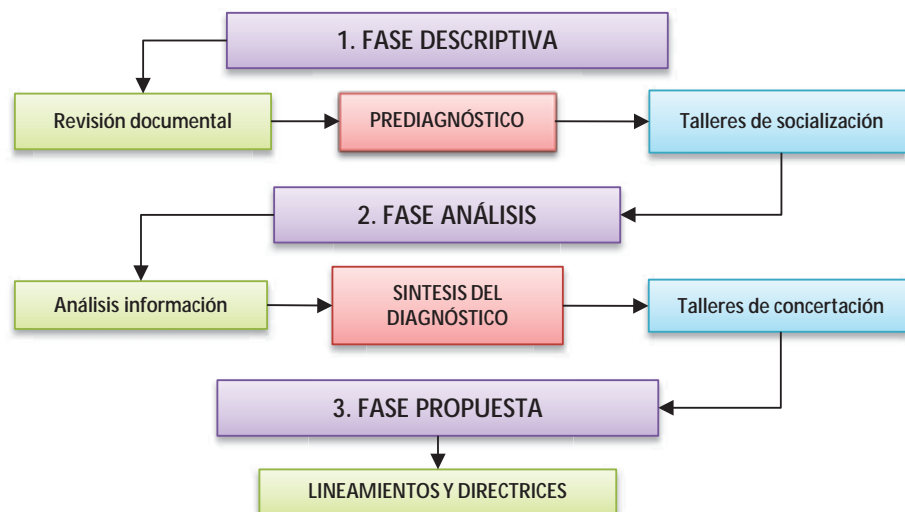 1. FASE DESCRIPTIVA
Revisión documental
PREDIAGNÓSTICO
Talleres de socialización
2. FASE ANÁLISIS
Análisis información
SINTESIS DEL
DIAGNÓSTICO
Talleres de concertación
3. FASE PROPUESTA
LINEAMIENTOS Y DIRECTRICES